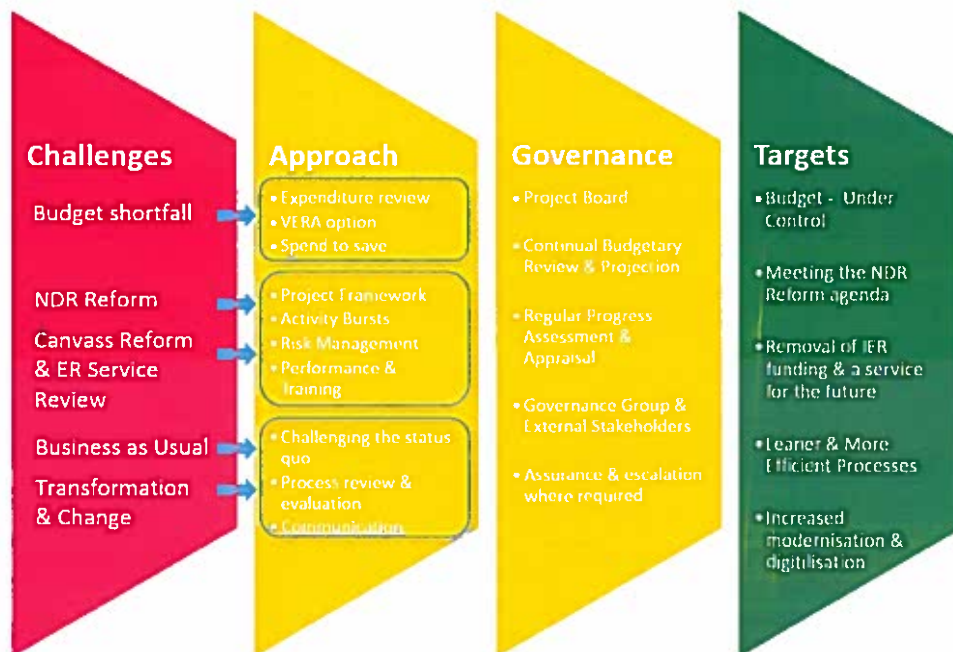 Challenges
Budget shortfall
NDR Reform
Canvass Reform
& ER Service
Review
Business as Usual
Transformation
& Change
Approach
• Expenditure review
• VERA option
• Spend to save
• Project Framework
• Activity Bursts
• Risk Management
• Performance &
Training
• Challenging the status
quo
• Process review &
evaluation
• Communication
Governance
• Project Board
• Continual Budgetary
Review & Projection
• Regular Progress
Assessment &
Appraisal
• Governance Group &
External Stakeholders
• Assurance & escalation
where required
Targets
• Budget - Under
Control
• Meeting the NDR
Reform agenda
• Removal of IER
funding & a service
for the future
• Leaner & More
Efficient Processes
• Increased
modernisation &
digitilisation